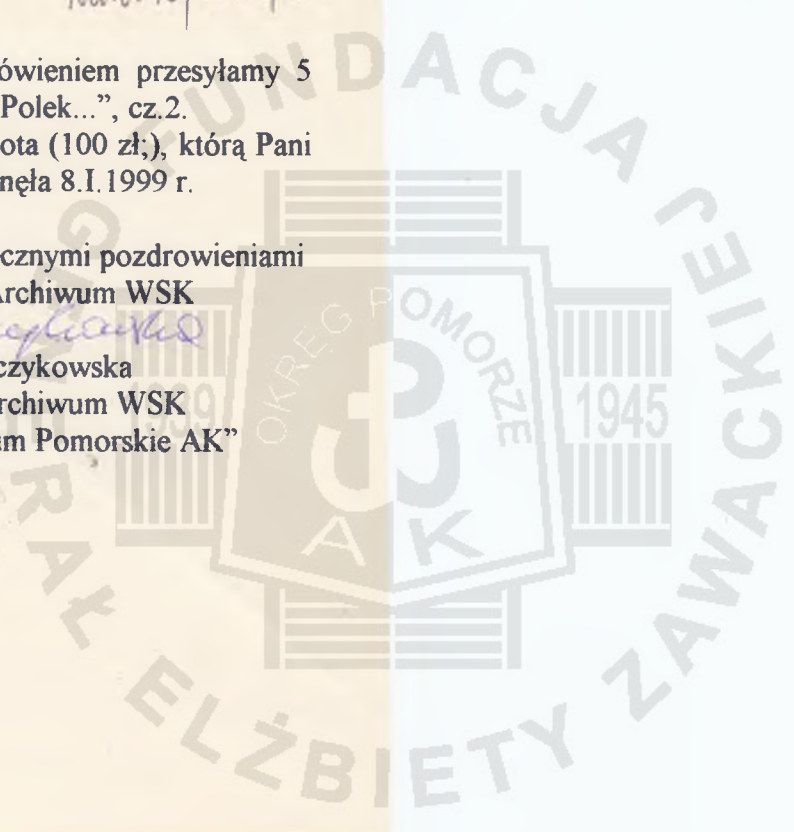 ówieniem przesyłamy 5
Polek...”, cz.2.
ota (100 zł;), którą Pani
nęła 8.I.1999 r.
cznymi pozdrowieniami
Archiwum WSK
czykowska
rchiwum WSK
m Pomorskie AK”
FUNDACJA GENERAŁ ELŻBIETY ZAWACKIEJ
OKRĘG POMORZE
1939
1945
AK